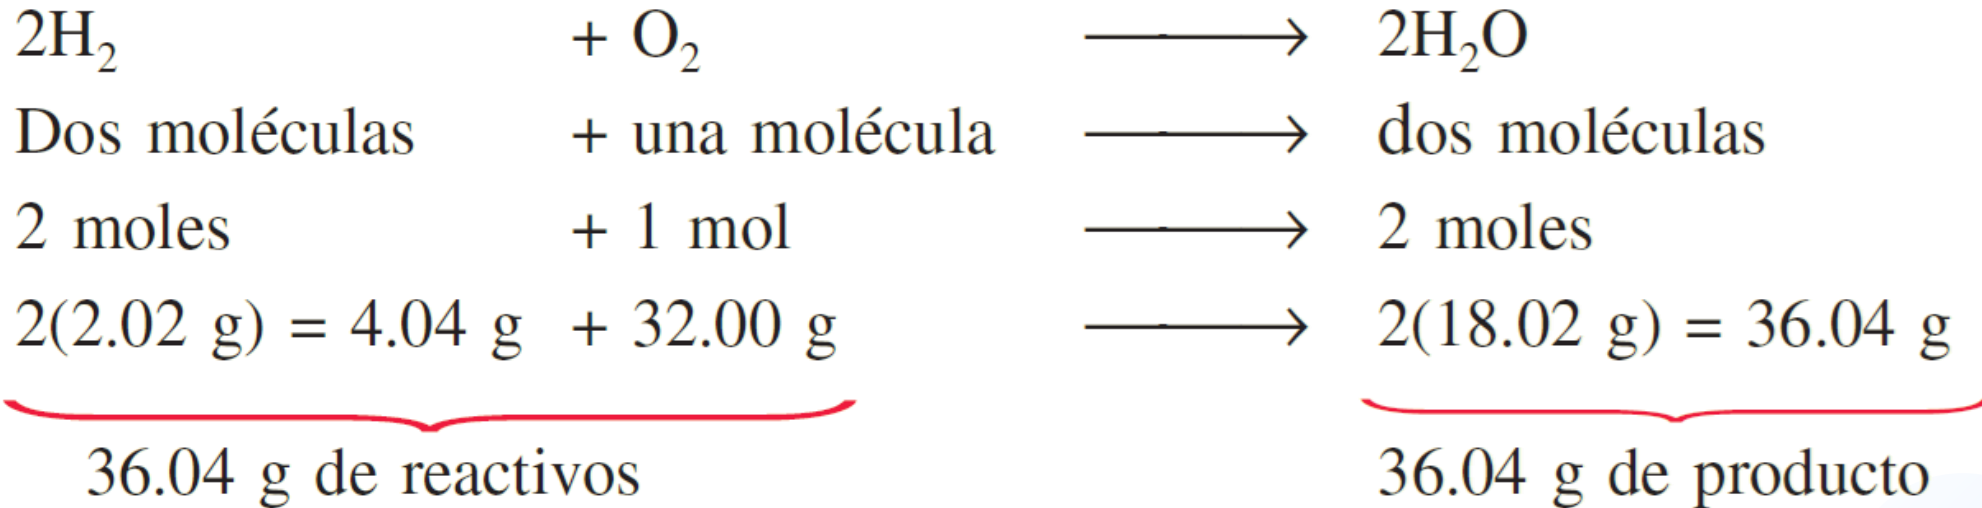 2H₂ + O₂ ⟶ 2H₂O
Dos moléculas + una molécula ⟶ dos moléculas
2 moles + 1 mol ⟶ 2 moles
2(2.02 g) = 4.04 g + 32.00 g ⟶ 2(18.02 g) = 36.04 g
36.04 g de reactivos 36.04 g de producto